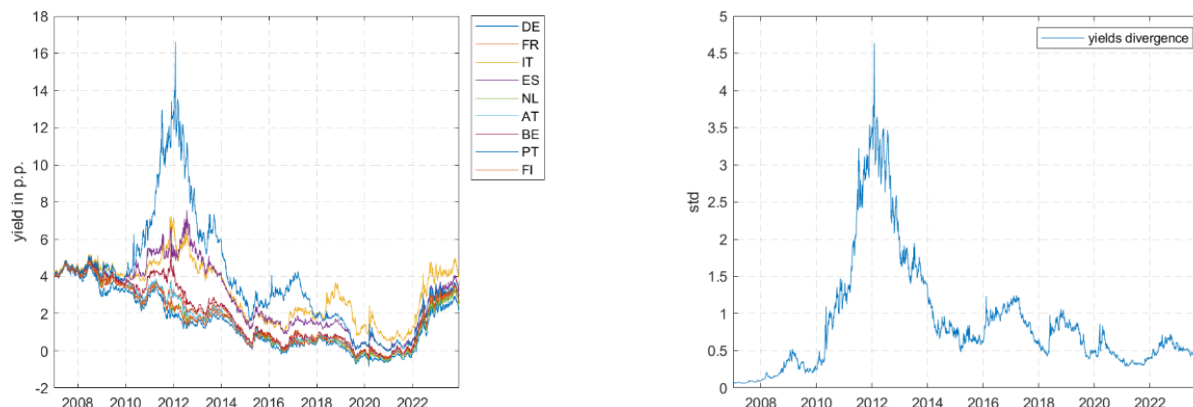 18
16
14
12
10
8
6
4
2
0
-2
yield in p.p.
2008 2010 2012 2014 2016 2018 2020 2022
DE
FR
IT
ES
NL
AT
BE
PT
FI
5
4.5
4
3.5
3
2.5
2
1.5
1
0.5
0
std
2008 2010 2012 2014 2016 2018 2020 2022
yields divergence